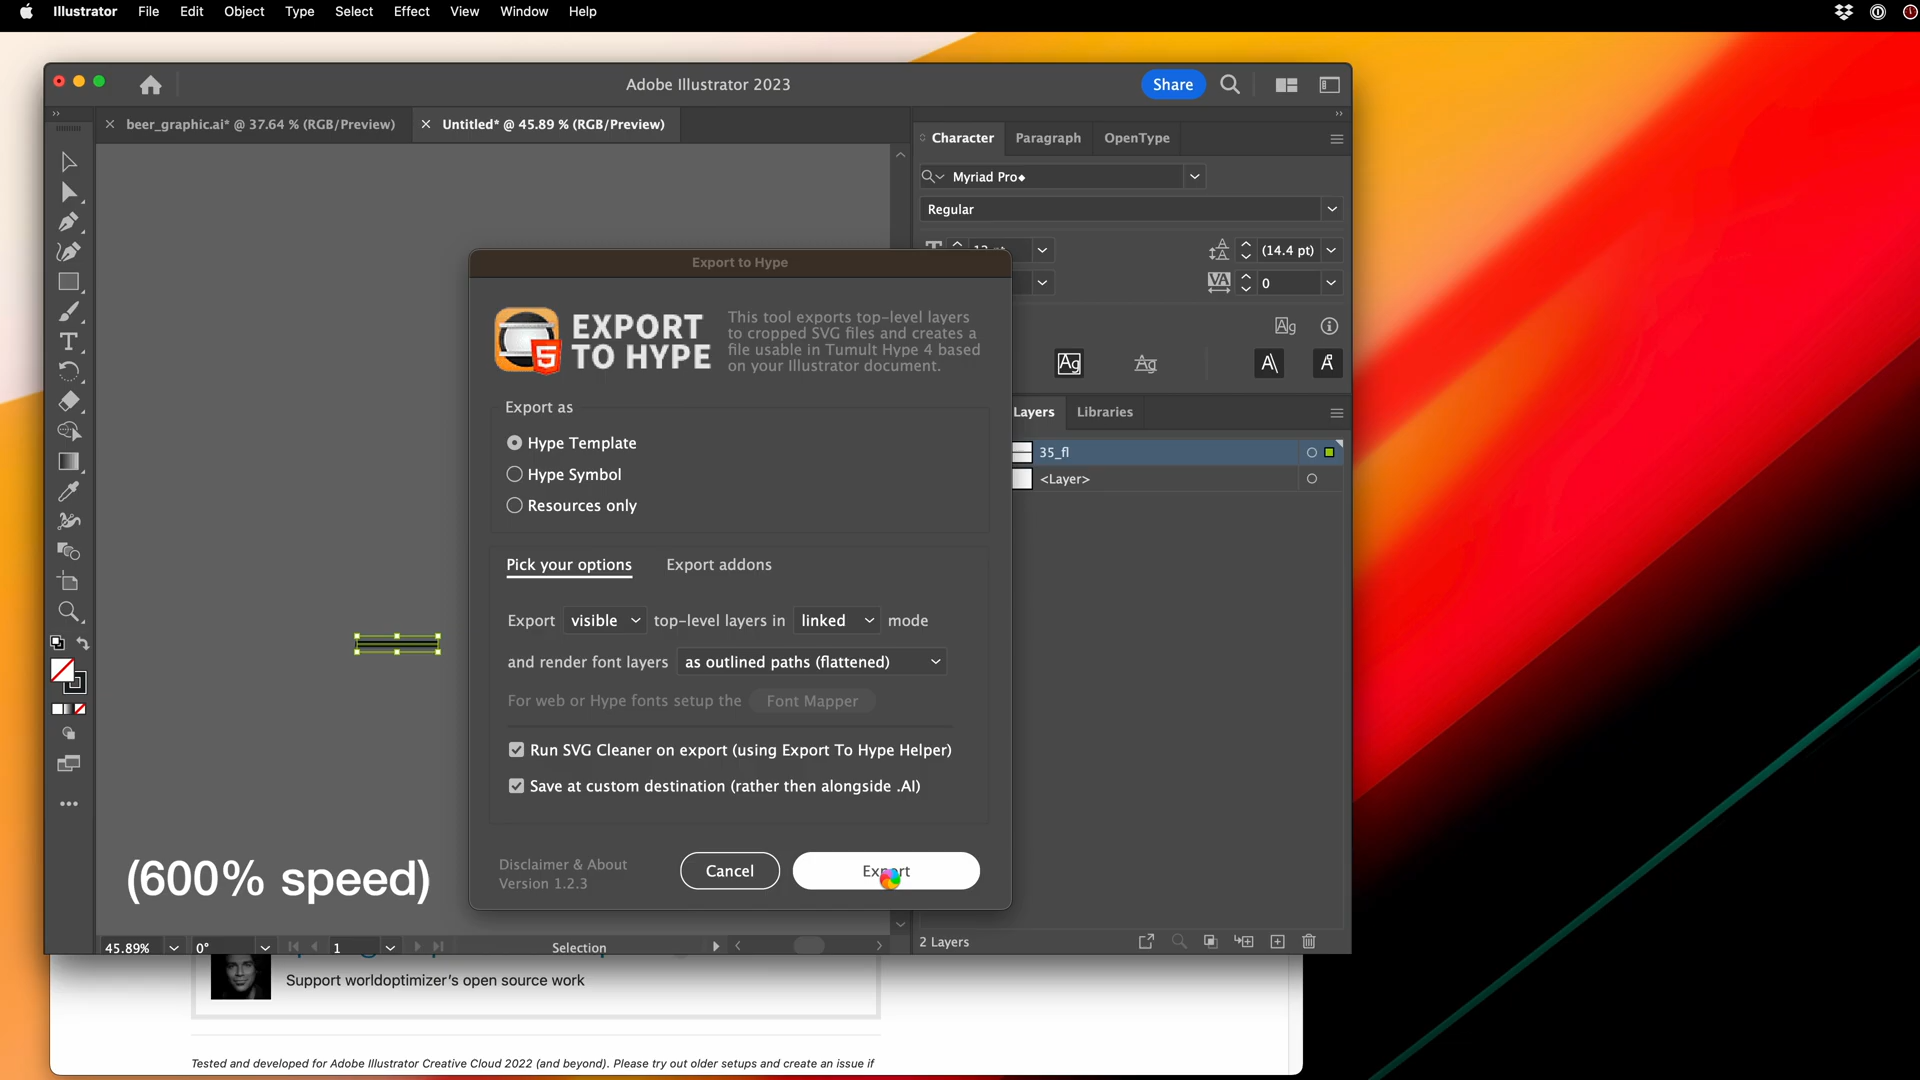 Illustrator File Edit Object Type Select Effect View Window Help
Adobe Illustrator 2023
Share
beer_graphic.ai* @ 37.64 % (RGB/Preview)
Untitled* @ 45.89 % (RGB/Preview)
Character Paragraph OpenType
Myriad Pro
Regular
12 pt
(14.4 pt)
0
Export to Hype
EXPORT
TO HYPE
This tool exports top-level layers
to cropped SVG files and creates a
file usable in Tumult Hype 4 based
on your Illustrator document.
Export as
Hype Template
Hype Symbol
Resources only
Layers Libraries
35_fl
<Layer>
Pick your options Export addons
Export visible top-level layers in linked mode
and render font layers as outlined paths (flattened)
For web or Hype fonts setup the Font Mapper
Run SVG Cleaner on export (using Export To Hype Helper)
Save at custom destination (rather then alongside .AI)
Disclaimer & About
Version 1.2.3
Cancel
Export
(600% speed)
45.89% 0° 1 Selection
2 Layers
Support worldoptimizer's open source work
Tested and developed for Adobe Illustrator Creative Cloud 2022 (and beyond). Please try out older setups and create an issue if